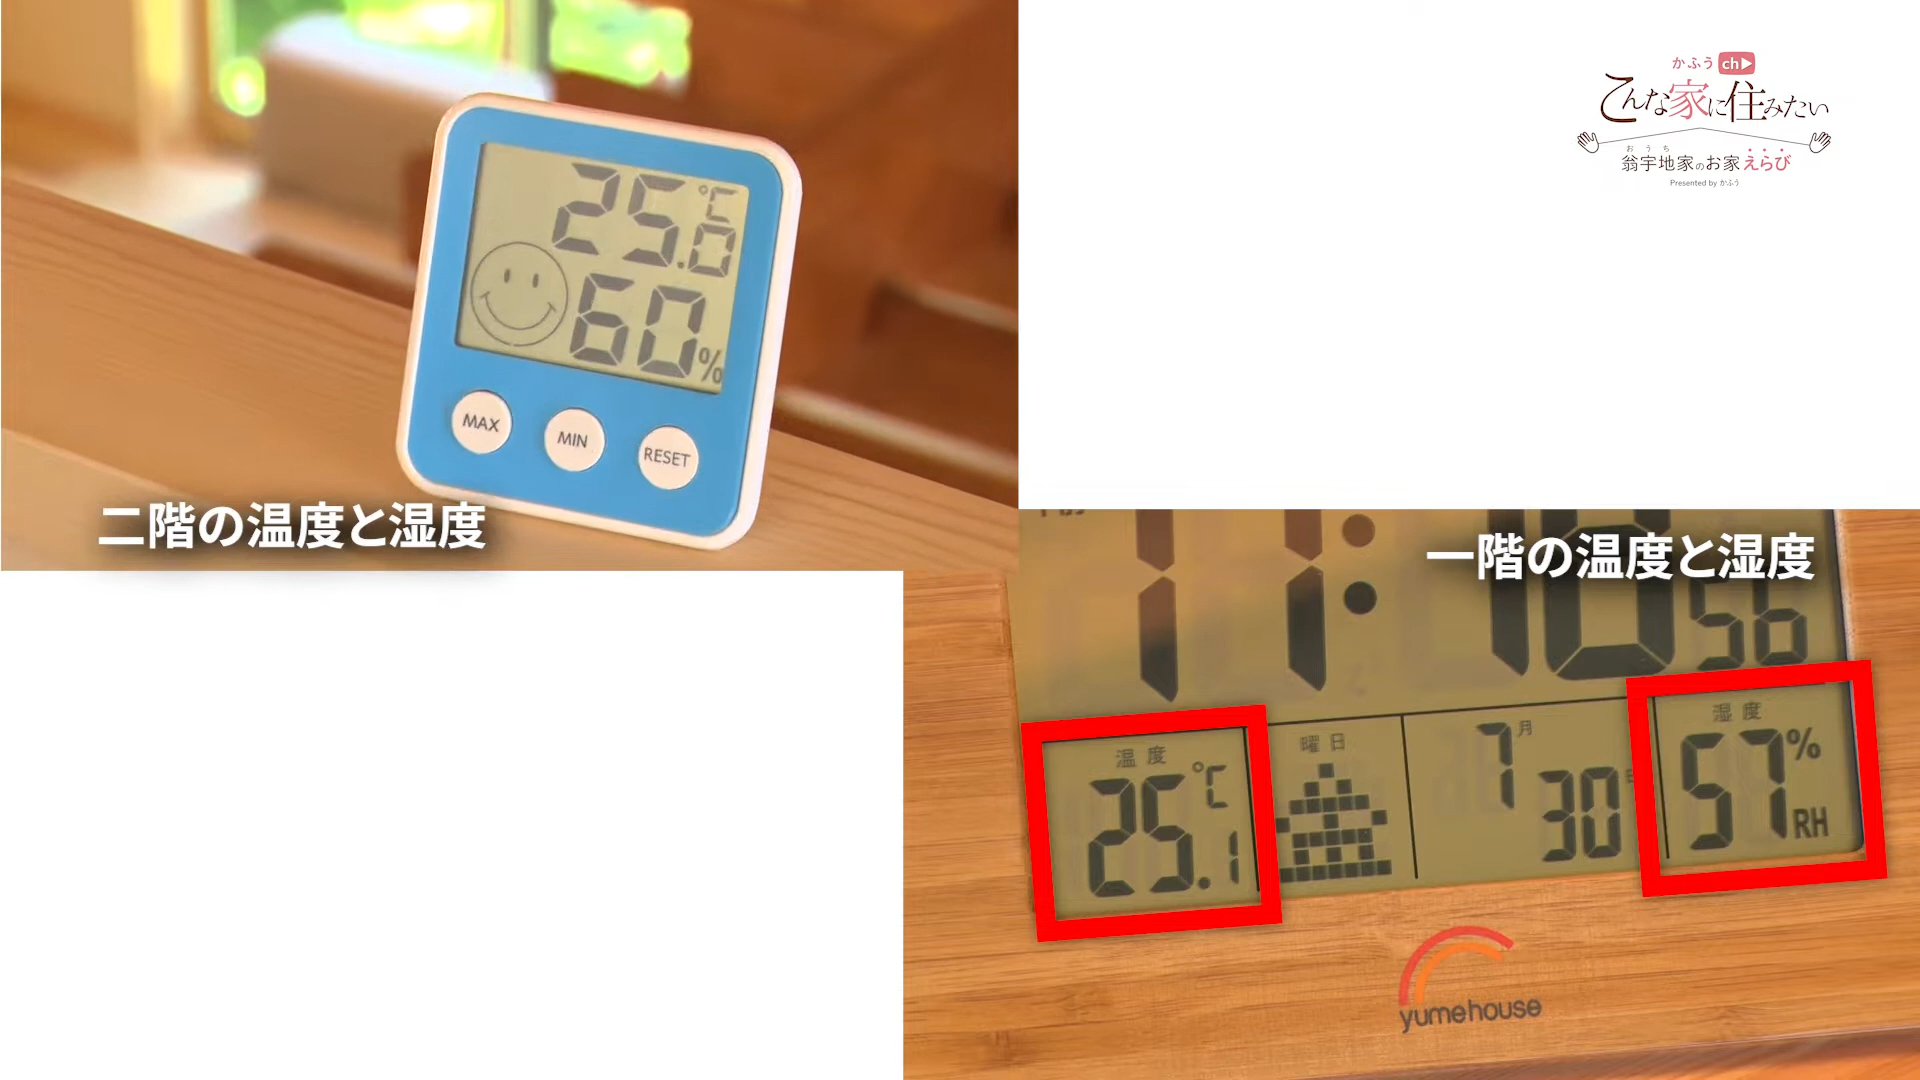 25.0 ℃
60 %
MAX MIN RESET
二階の温度と湿度
かふう ch
こんな家に住みたい
おうち
翁宇地家のお家えらび
Presented by かふう
一階の温度と湿度
11:10 56
温度
25.1 ℃
曜日
7月
30
湿度
57 %
RH
yumehouse